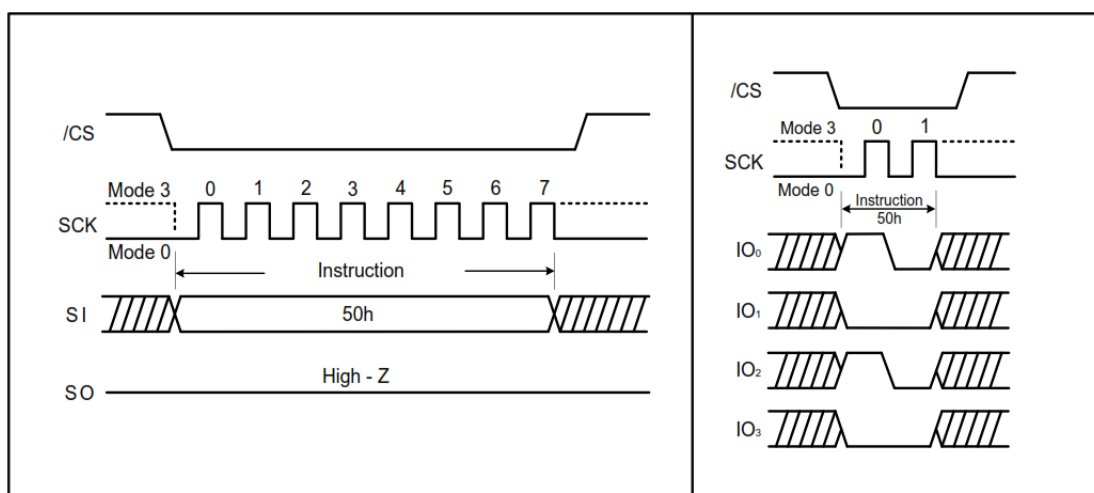 /CS
Mode 3 0 1 2 3 4 5 6 7
SCK
Mode 0
Instruction
SI 50h
High - Z
SO
/CS
Mode 3 0 1
SCK
Mode 0
Instruction
50h
IO₀
IO₁
IO₂
IO₃